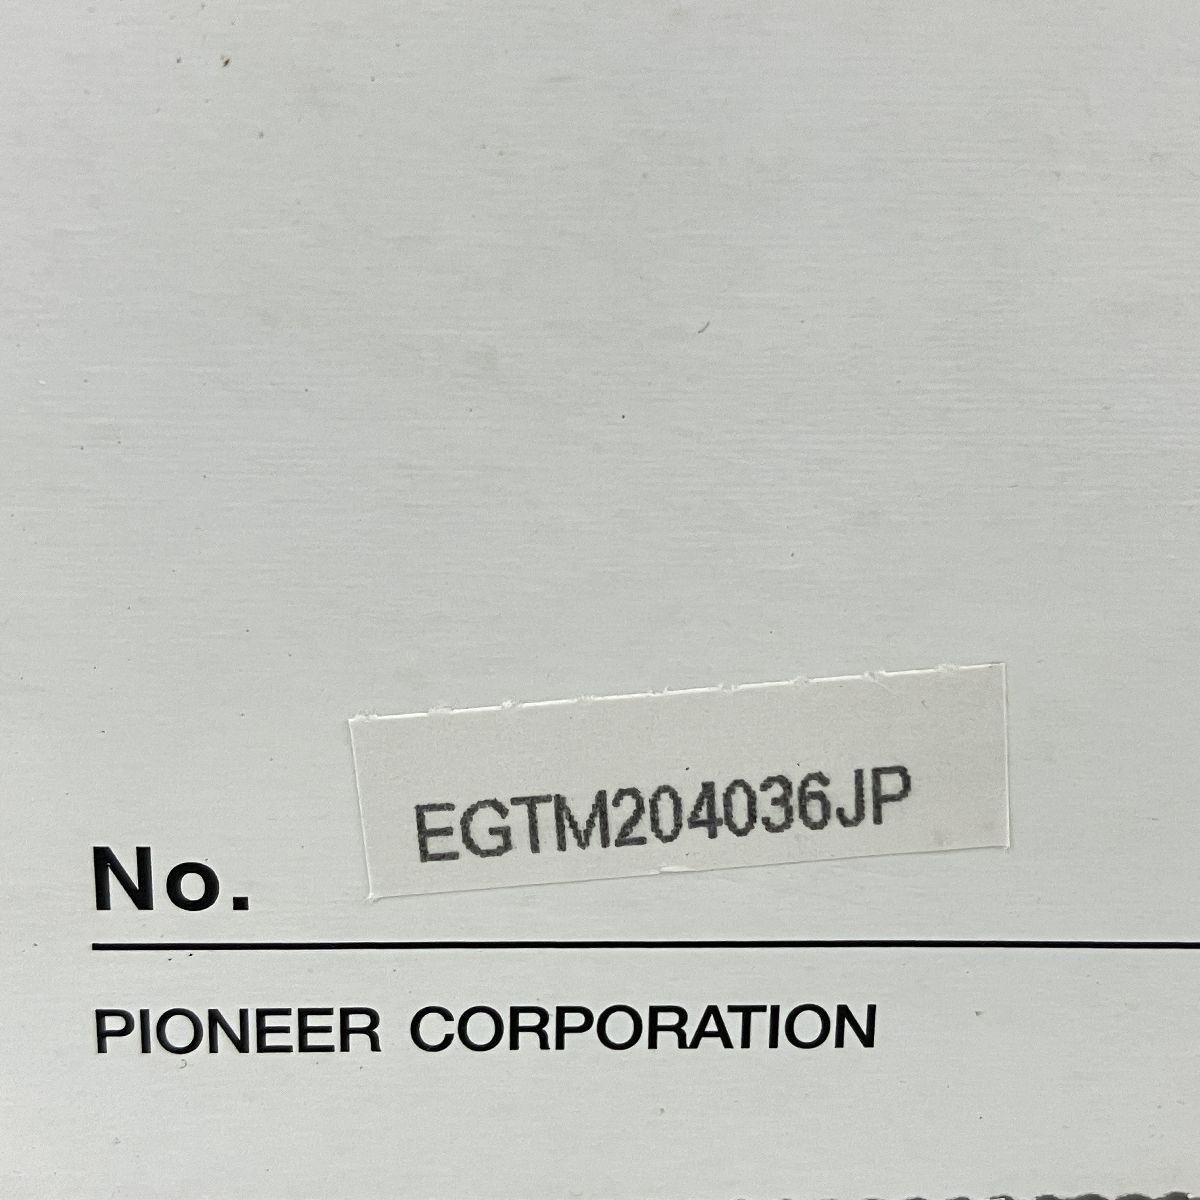 EGTM204036JP
No.
PIONEER CORPORATION